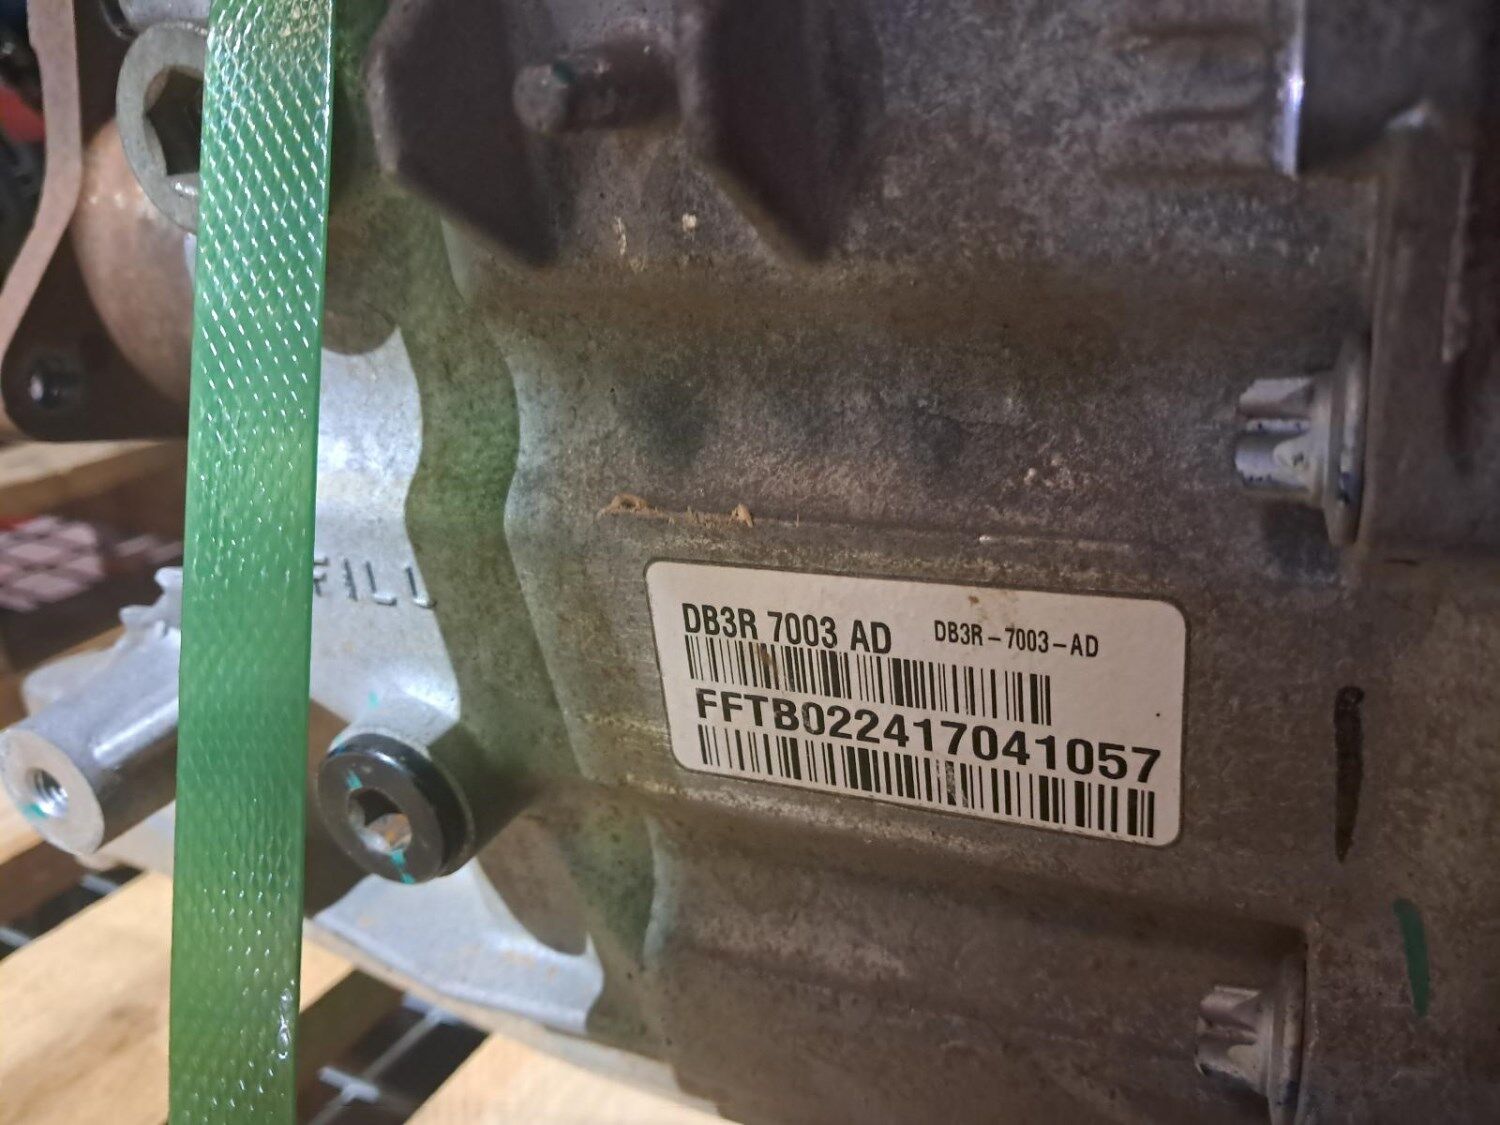 FILL
DB3R 7003 AD DB3R-7003-AD
FFTB022417041057